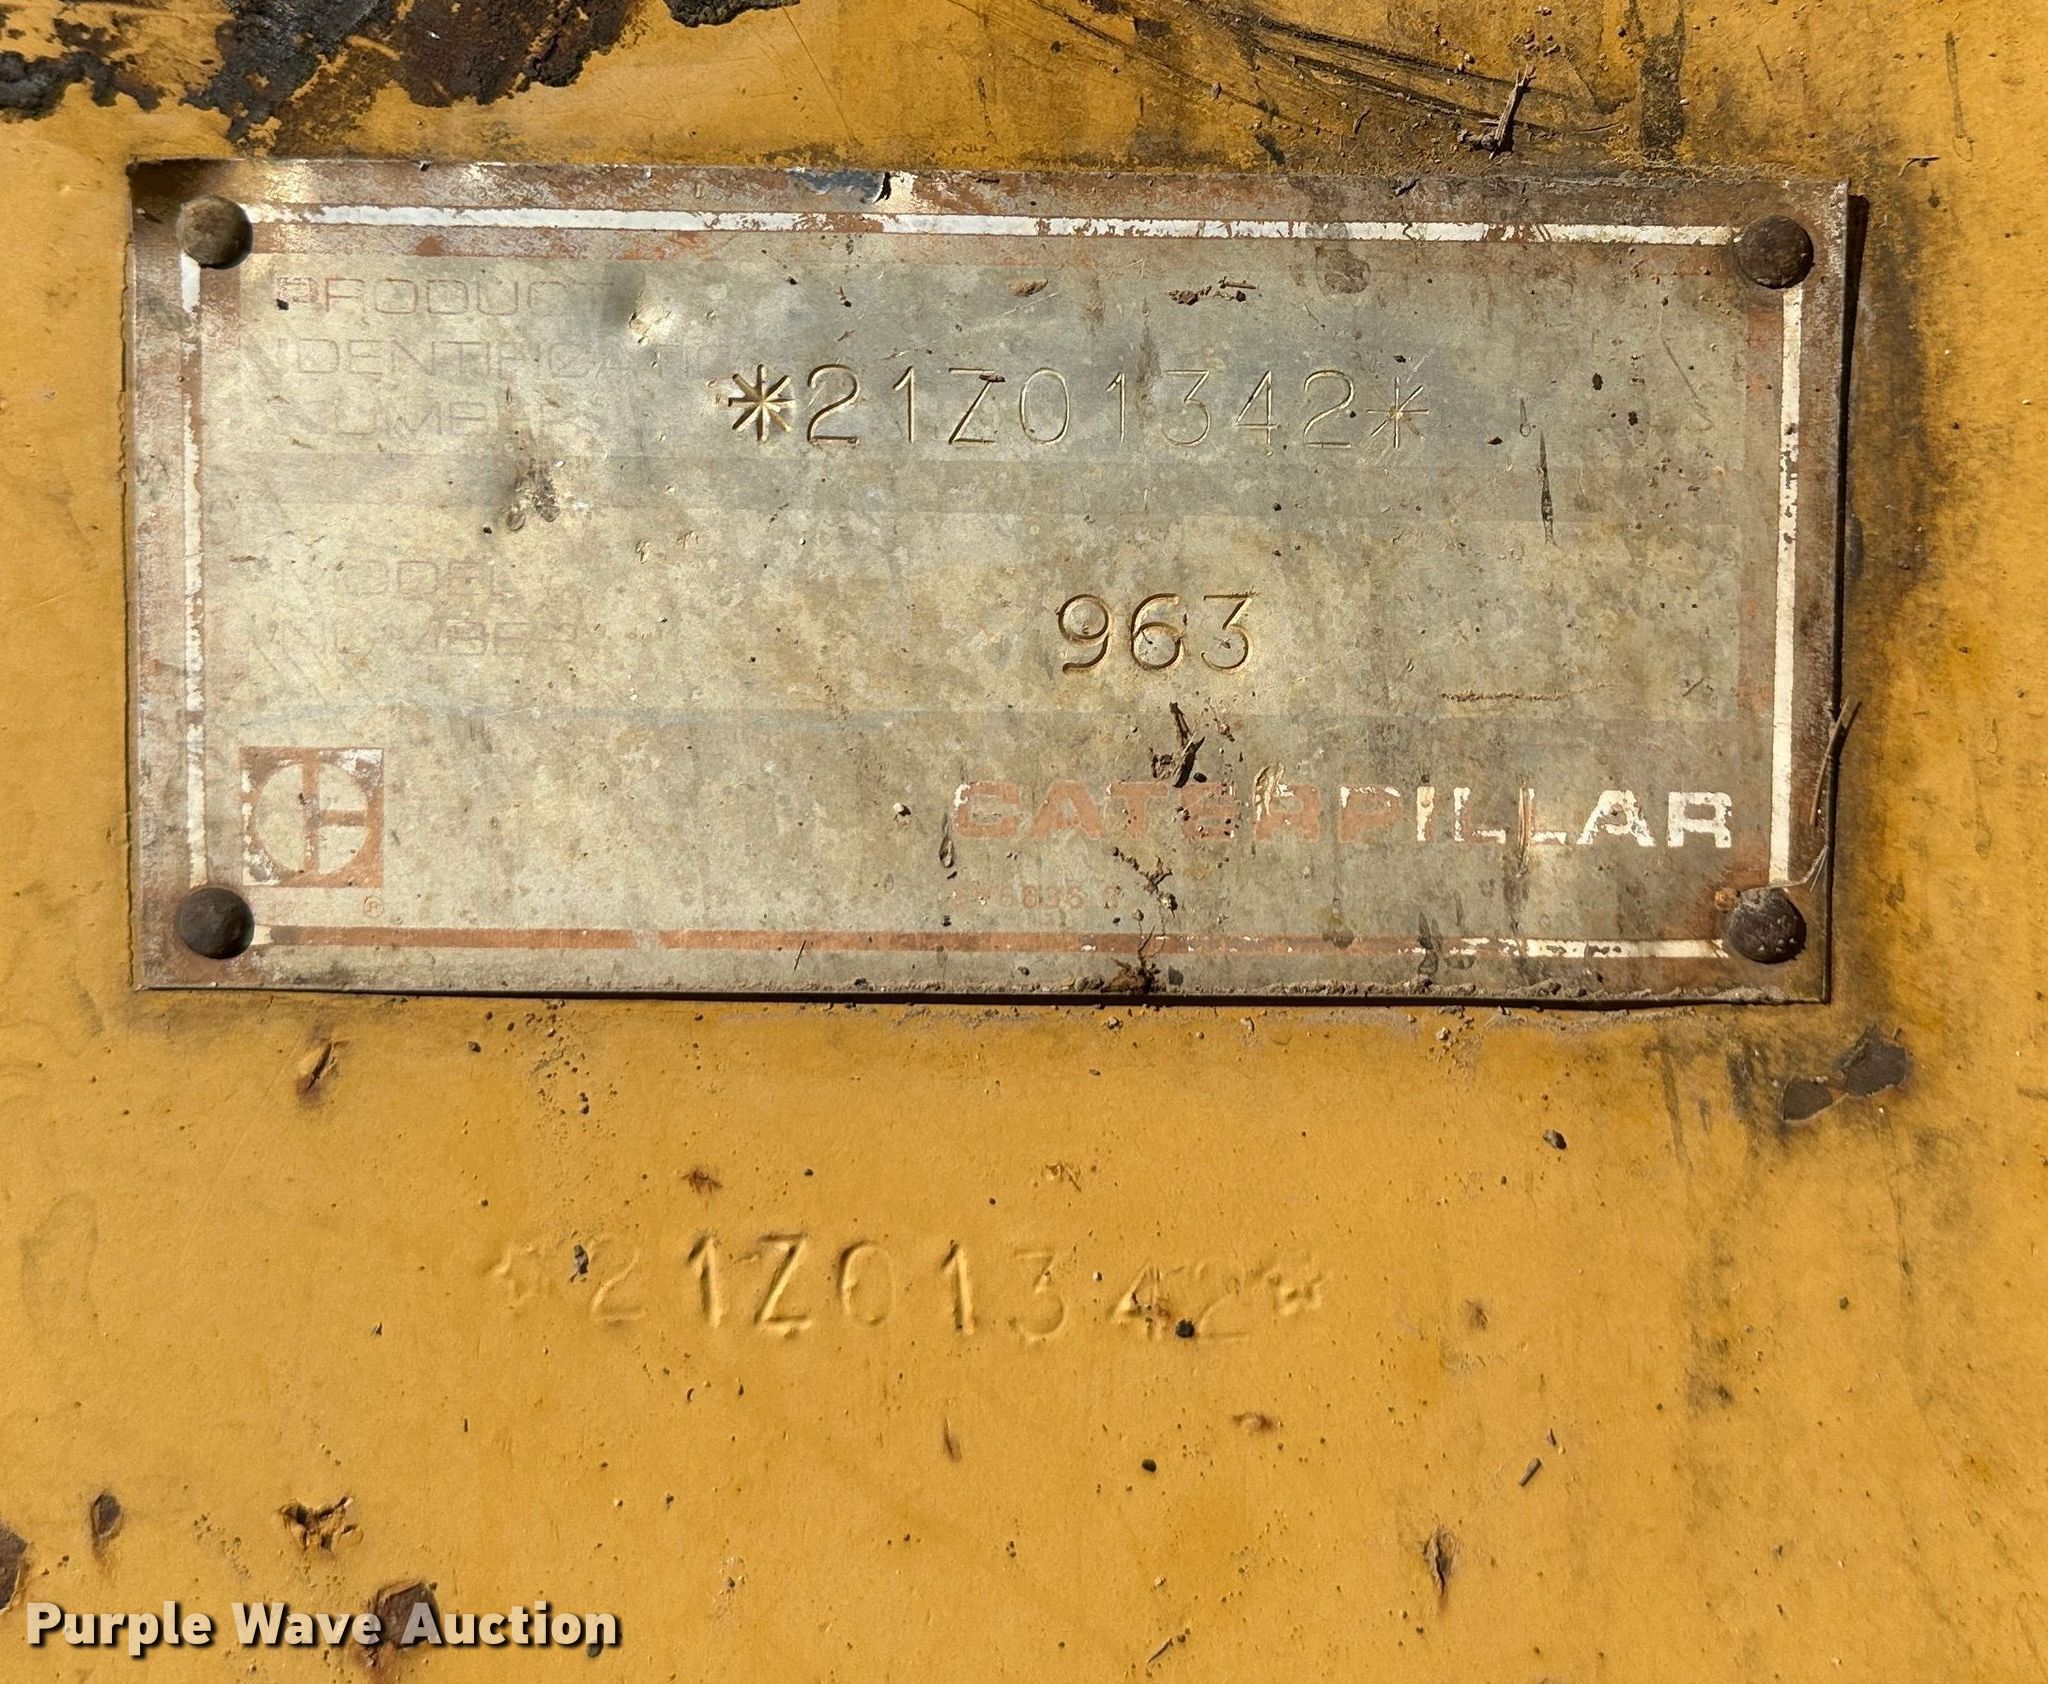 PRODUCT
IDENTIFICATION
NUMBER
*21Z01342*
MODEL
NUMBER
963
CATERPILLAR
®
*21Z01342*
Purple Wave Auction